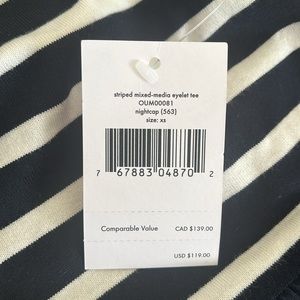 striped mixed-media eyelet tee
OUM00081
nightcap (563)
size: xs
7 67883 04870 2
Comparable Value CAD $139.00
USD $119.00